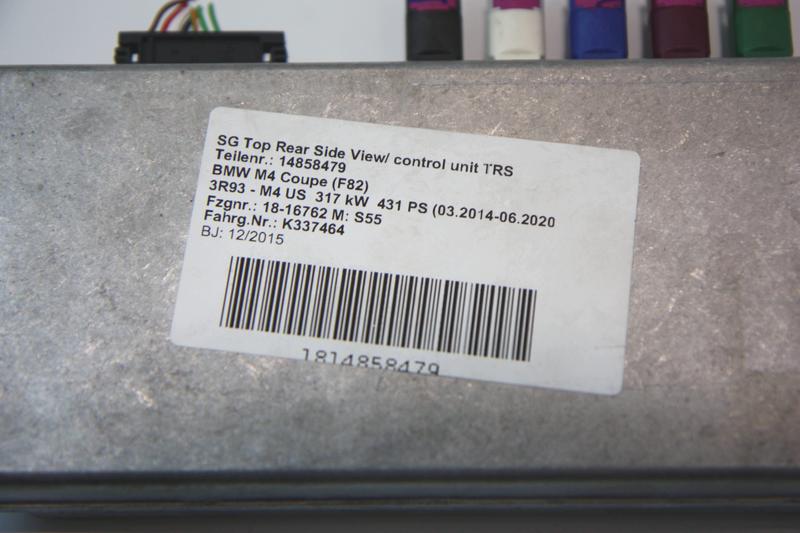 SG Top Rear Side View/ control unit TRS
Teilenr.: 14858479
BMW M4 Coupe (F82)
3R93 - M4 US 317 kW 431 PS (03.2014-06.2020
Fzgnr.: 18-16762 M: S55
Fahrg.Nr.: K337464
BJ: 12/2015
1814858479